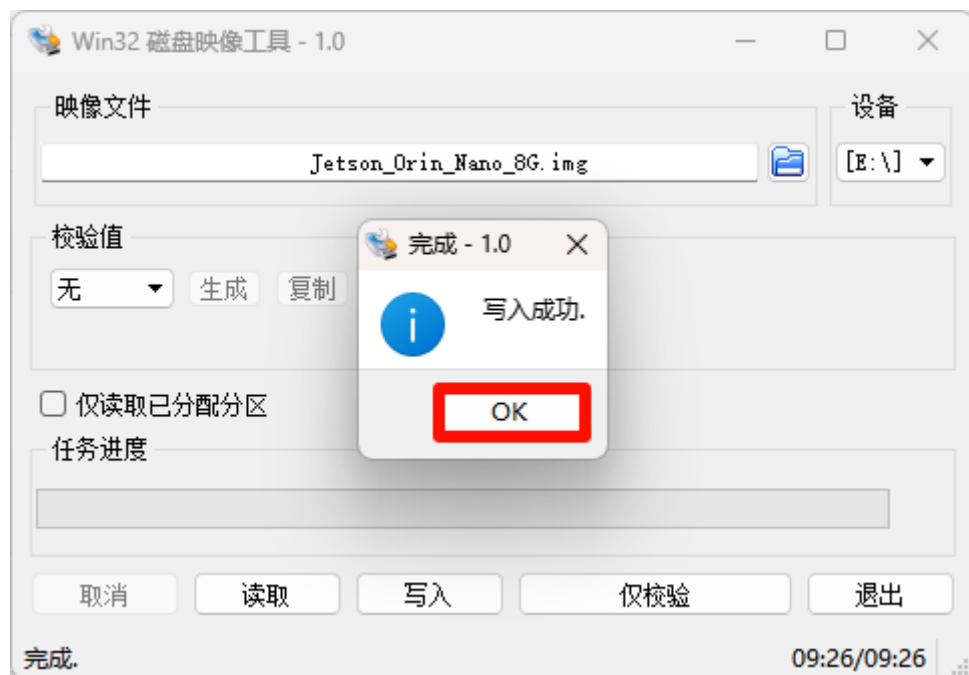 Win32 磁盘映像工具 - 1.0
映像文件
设备
Jetson_Orin_Nano_8G.img
[E:\]
校验值
无
生成
复制
完成 - 1.0
写入成功.
OK
仅读取已分配分区
任务进度
取消
读取
写入
仅校验
退出
完成.
09:26/09:26